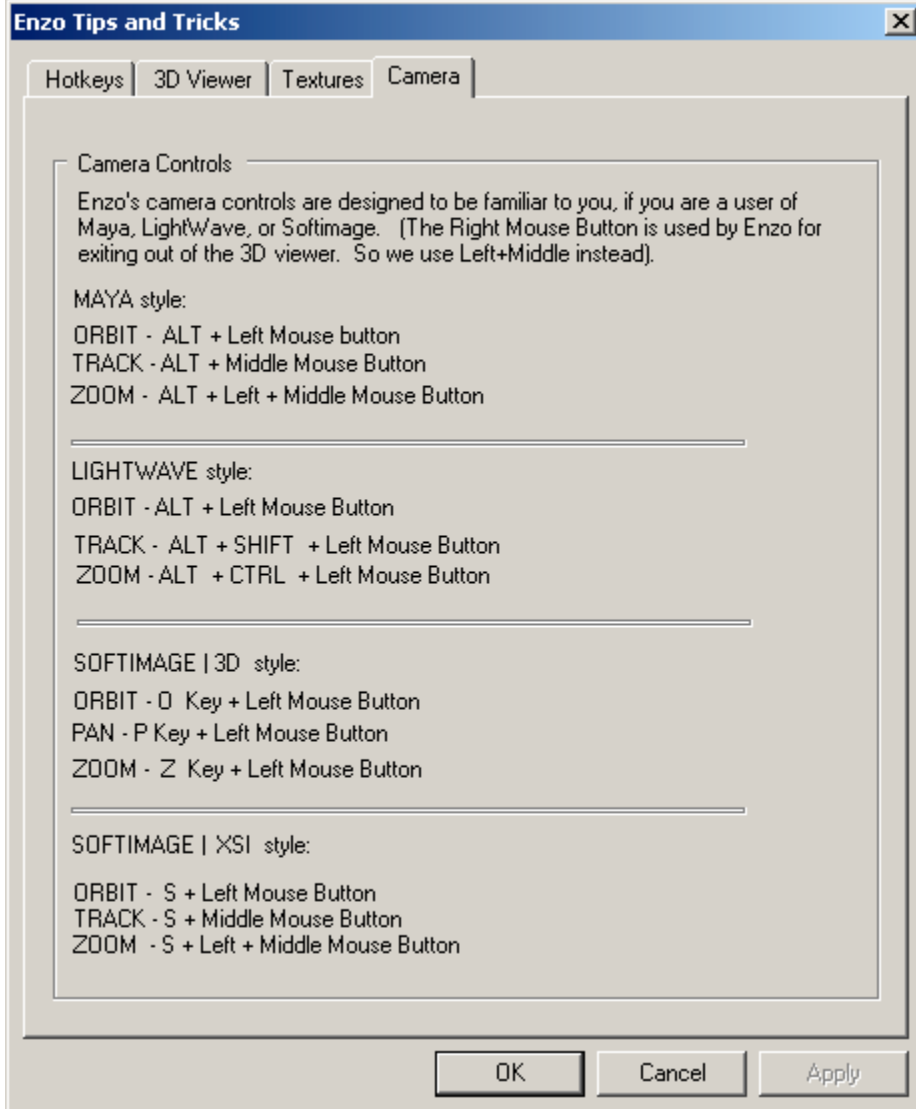 Enzo Tips and Tricks
Hotkeys
3D Viewer
Textures
Camera
Camera Controls
Enzo's camera controls are designed to be familiar to you, if you are a user of
Maya, LightWave, or Softimage. (The Right Mouse Button is used by Enzo for
exiting out of the 3D viewer. So we use Left+Middle instead).
MAYA style:
ORBIT - ALT + Left Mouse button
TRACK - ALT + Middle Mouse Button
ZOOM - ALT + Left + Middle Mouse Button
LIGHTWAVE style:
ORBIT - ALT + Left Mouse Button
TRACK - ALT + SHIFT + Left Mouse Button
ZOOM - ALT + CTRL + Left Mouse Button
SOFTIMAGE | 3D style:
ORBIT - O Key + Left Mouse Button
PAN - P Key + Left Mouse Button
ZOOM - Z Key + Left Mouse Button
SOFTIMAGE | XSI style:
ORBIT - S + Left Mouse Button
TRACK - S + Middle Mouse Button
ZOOM - S + Left + Middle Mouse Button
OK
Cancel
Apply